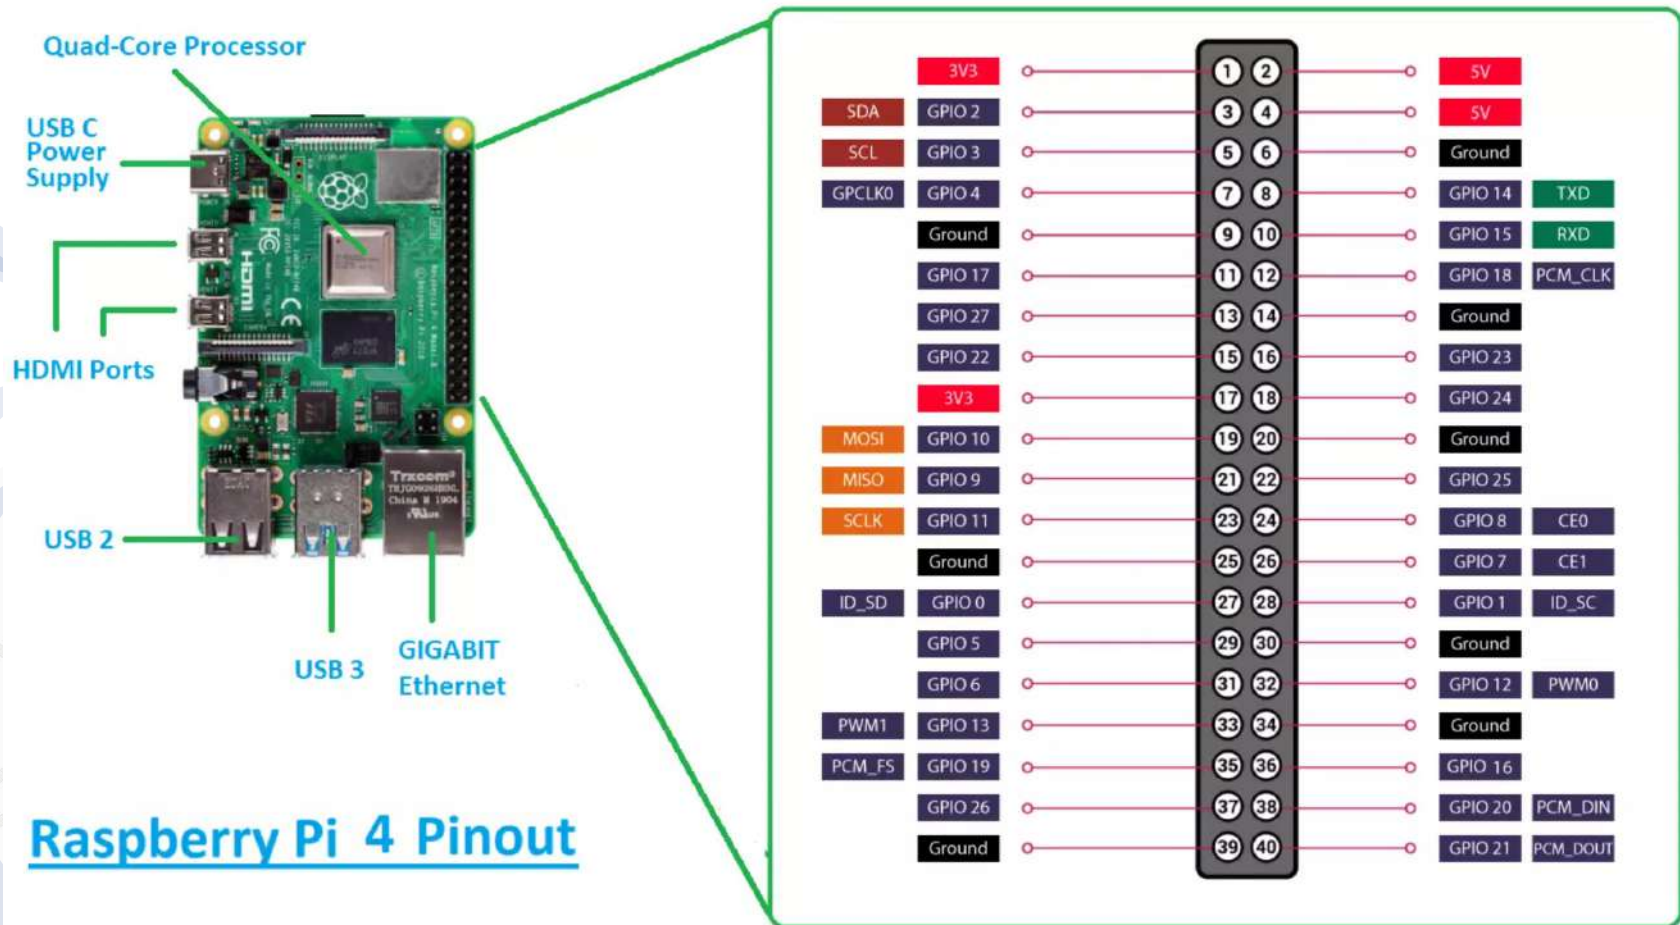 Quad-Core Processor
USB C
Power
Supply
HDMI Ports
HDMI
Trxcom
China M 1904
USB 2
USB 3
GIGABIT
Ethernet
Raspberry Pi 4 Pinout
3V3 1 2 5V
SDA GPIO 2 3 4 5V
SCL GPIO 3 5 6 Ground
GPCLK0 GPIO 4 7 8 GPIO 14 TXD
Ground 9 10 GPIO 15 RXD
GPIO 17 11 12 GPIO 18 PCM_CLK
GPIO 27 13 14 Ground
GPIO 22 15 16 GPIO 23
3V3 17 18 GPIO 24
MOSI GPIO 10 19 20 Ground
MISO GPIO 9 21 22 GPIO 25
SCLK GPIO 11 23 24 GPIO 8 CE0
Ground 25 26 GPIO 7 CE1
ID_SD GPIO 0 27 28 GPIO 1 ID_SC
GPIO 5 29 30 Ground
GPIO 6 31 32 GPIO 12 PWM0
PWM1 GPIO 13 33 34 Ground
PCM_FS GPIO 19 35 36 GPIO 16
GPIO 26 37 38 GPIO 20 PCM_DIN
Ground 39 40 GPIO 21 PCM_DOUT